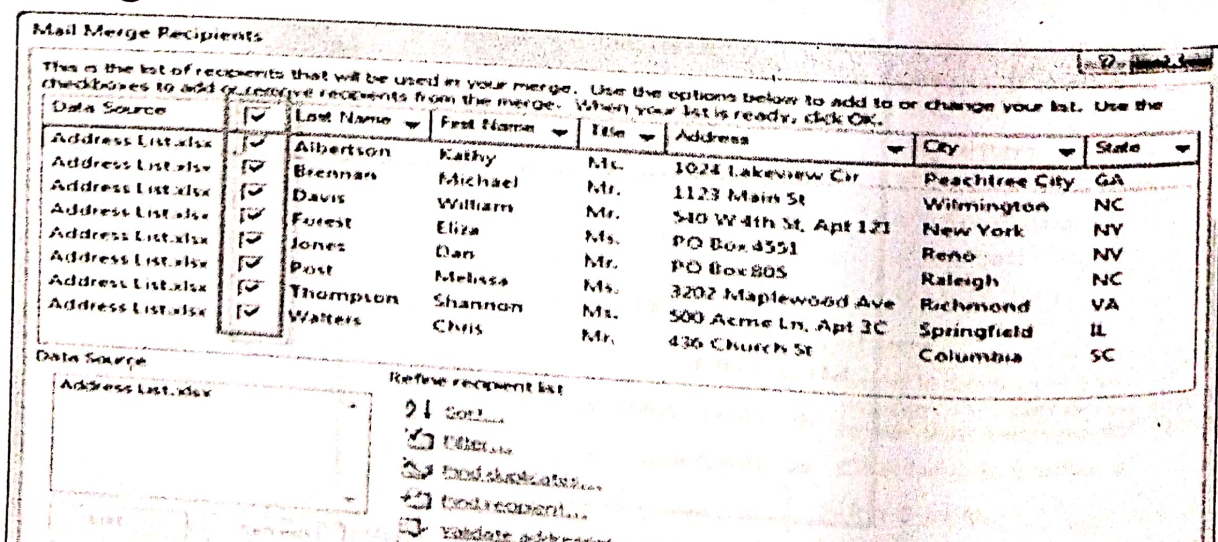 Mail Merge Recipients
This is the list of recipients that will be used in your merge. Use the options below to add to or change your list. Use the
checkboxes to add or remove recipients from the merge. When your list is ready, click OK.
Data Source Last Name First Name Title Address City State
Address List.xlsx Albertson Kathy Ms. 1024 Lakeview Cir Peachtree City GA
Address List.xlsx Brennan Michael Mr. 1123 Main St Wilmington NC
Address List.xlsx Davis William Mr. 540 W 4th St, Apt 121 New York NY
Address List.xlsx Forest Eliza Ms. PO Box 4551 Reno NV
Address List.xlsx Jones Dan Mr. PO Box 805 Raleigh NC
Address List.xlsx Post Melissa Ms. 3202 Maplewood Ave Richmond VA
Address List.xlsx Thompson Shannon Ms. 500 Acme Ln, Apt 3C Springfield IL
Address List.xlsx Walters Chris Mr. 436 Church St Columbia SC
Data Source
Address List.xlsx
Refine recipient list
Sort...
Filter...
Find duplicates...
Find recipient...
Validate addresses...